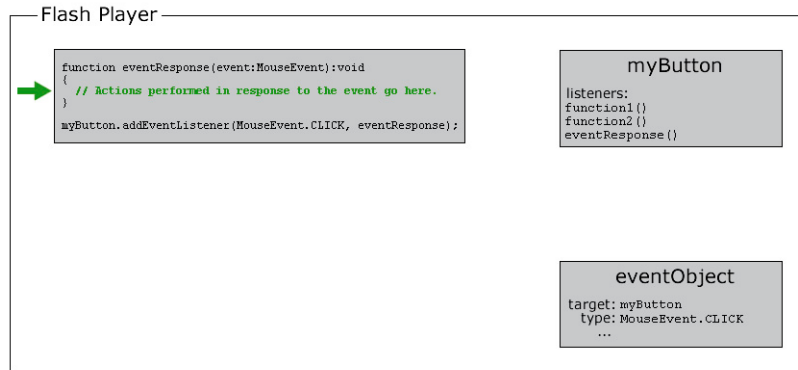 Flash Player
function eventResponse(event:MouseEvent):void
{
// Actions performed in response to the event go here.
}
myButton.addEventListener(MouseEvent.CLICK, eventResponse);
myButton
listeners:
function1()
function2()
eventResponse()
eventObject
target: myButton
type: MouseEvent.CLICK
...